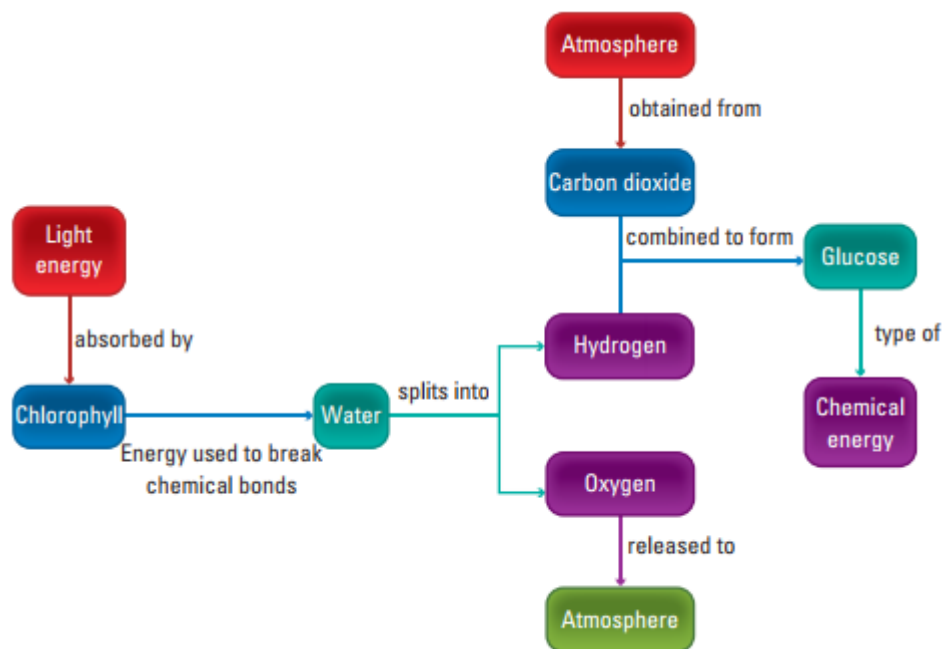 Atmosphere
obtained from
Carbon dioxide
Light
energy
combined to form
Glucose
absorbed by
Hydrogen
type of
splits into
Chlorophyll
Water
Chemical
energy
Energy used to break
chemical bonds
Oxygen
released to
Atmosphere